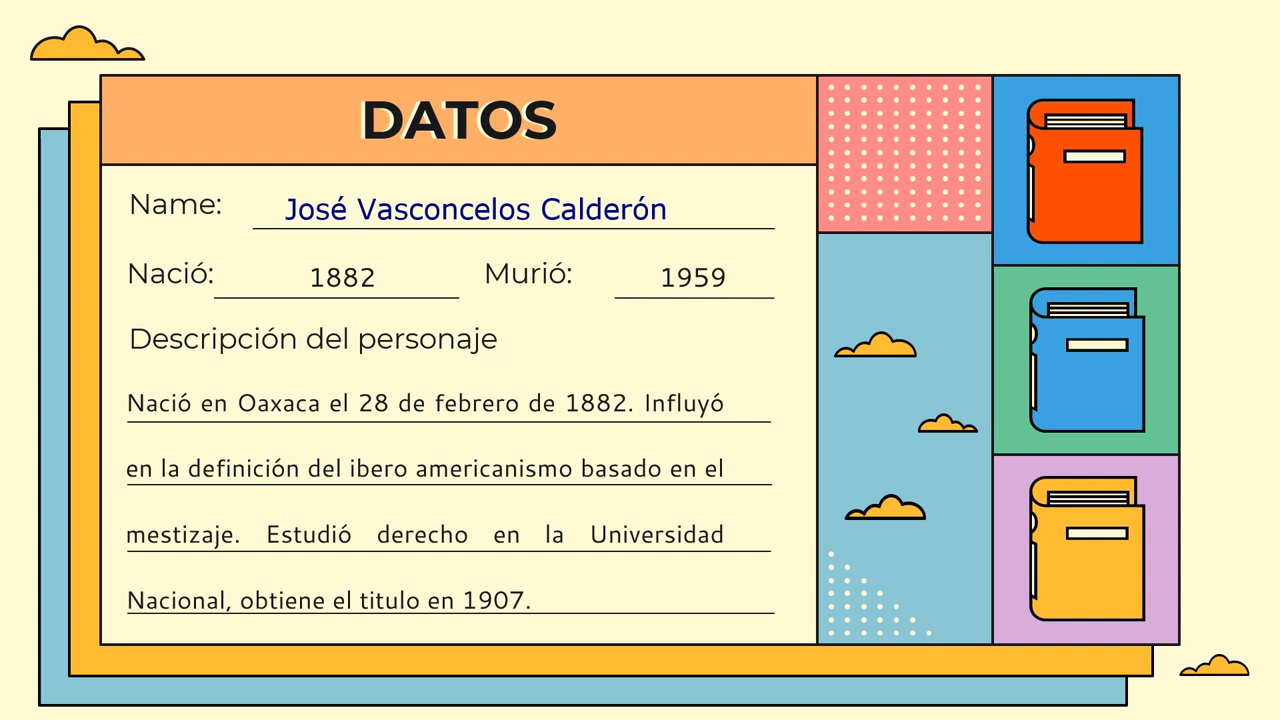 DATOS
Name: José Vasconcelos Calderón
Nació: 1882 Murió: 1959
Descripción del personaje
Nació en Oaxaca el 28 de febrero de 1882. Influyó
en la definición del ibero americanismo basado en el
mestizaje. Estudió derecho en la Universidad
Nacional, obtiene el titulo en 1907.